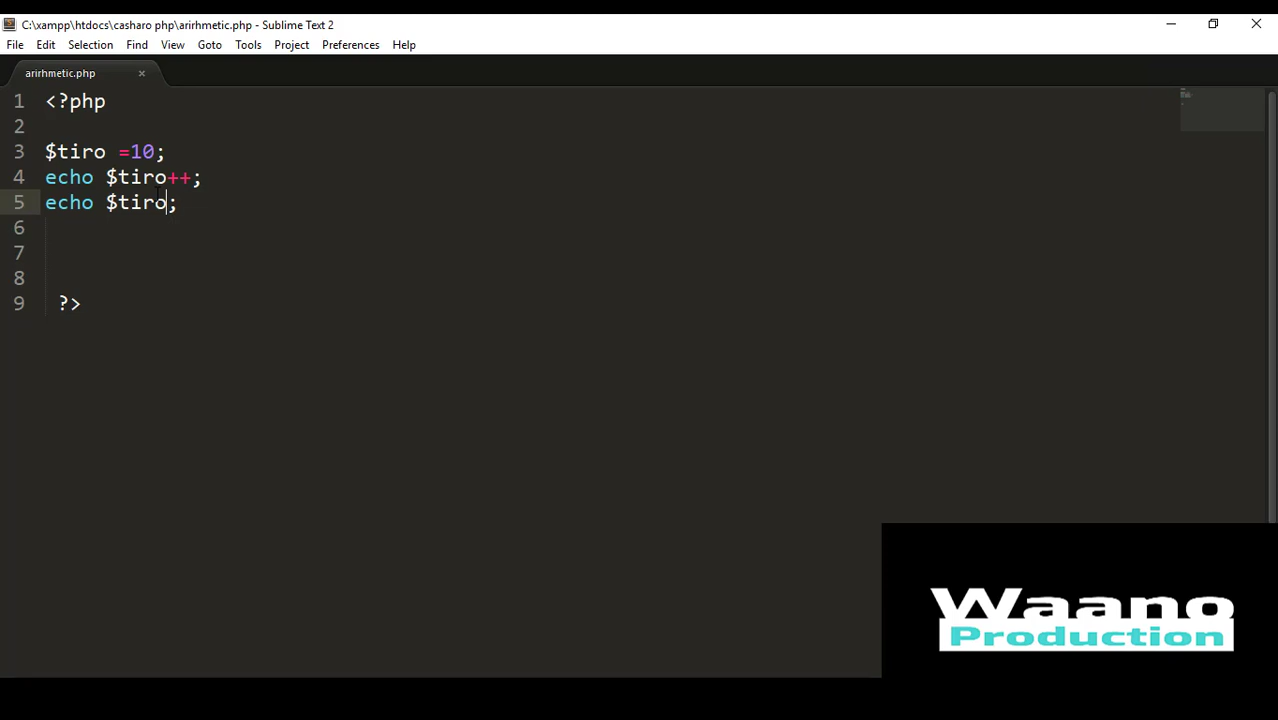 C:\xampp\htdocs\casharo php\arirhmetic.php - Sublime Text 2
File Edit Selection Find View Goto Tools Project Preferences Help
arirhmetic.php ×
1 <?php
2
3 $tiro =10;
4 echo $tiro++;
5 echo $tiro;
6
7
8
9 ?>
Waano
Production